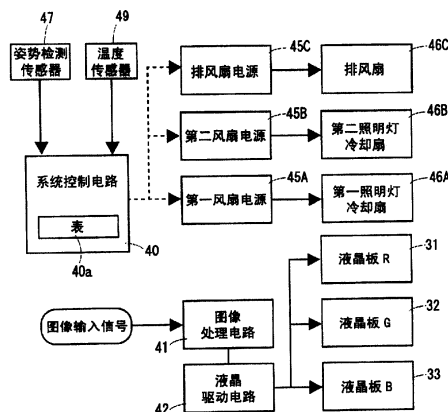 47
49
姿势检测
传感器
温度
传感器
45C
排风扇电源
46C
排风扇
45B
第二风扇电源
46B
第二照明灯
冷却扇
系统控制电路
表
40a
40
45A
第一风扇电源
46A
第一照明灯
冷却扇
31
液晶板 R
图像输入信号
图像
处理电路
41
32
液晶板 G
液晶
驱动电路
42
33
液晶板 B